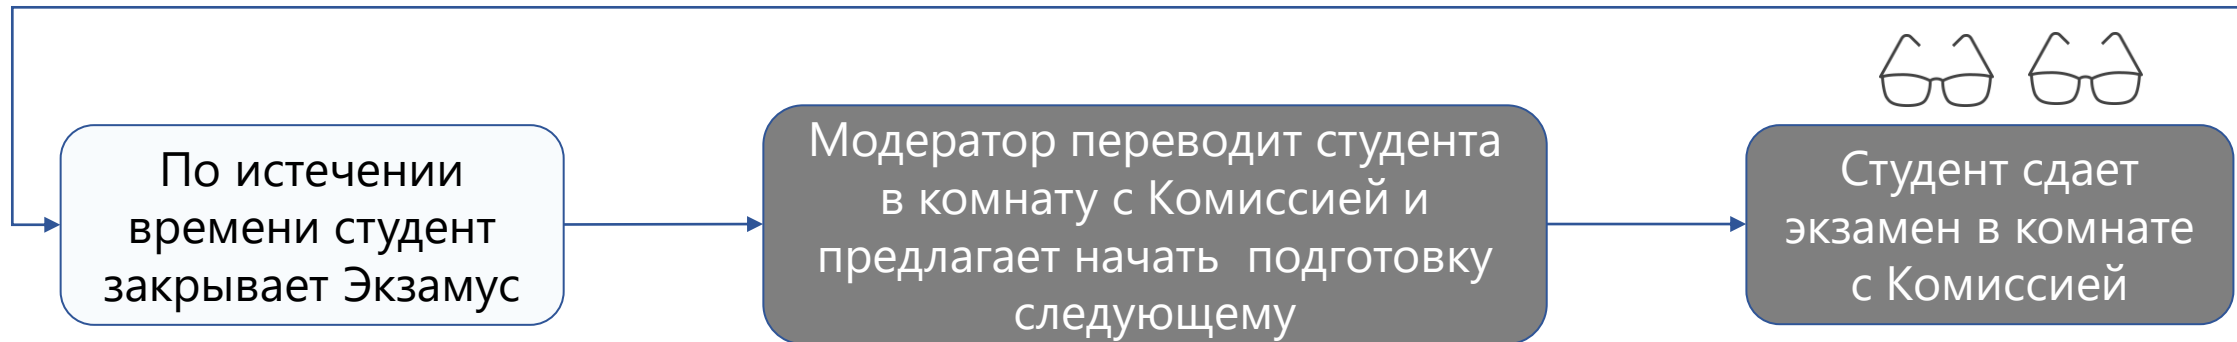 По истечении
времени студент
закрывает Экзамус
Модератор переводит студента
в комнату с Комиссией и
предлагает начать  подготовку
следующему
Студент сдает
экзамен в комнате
с Комиссией